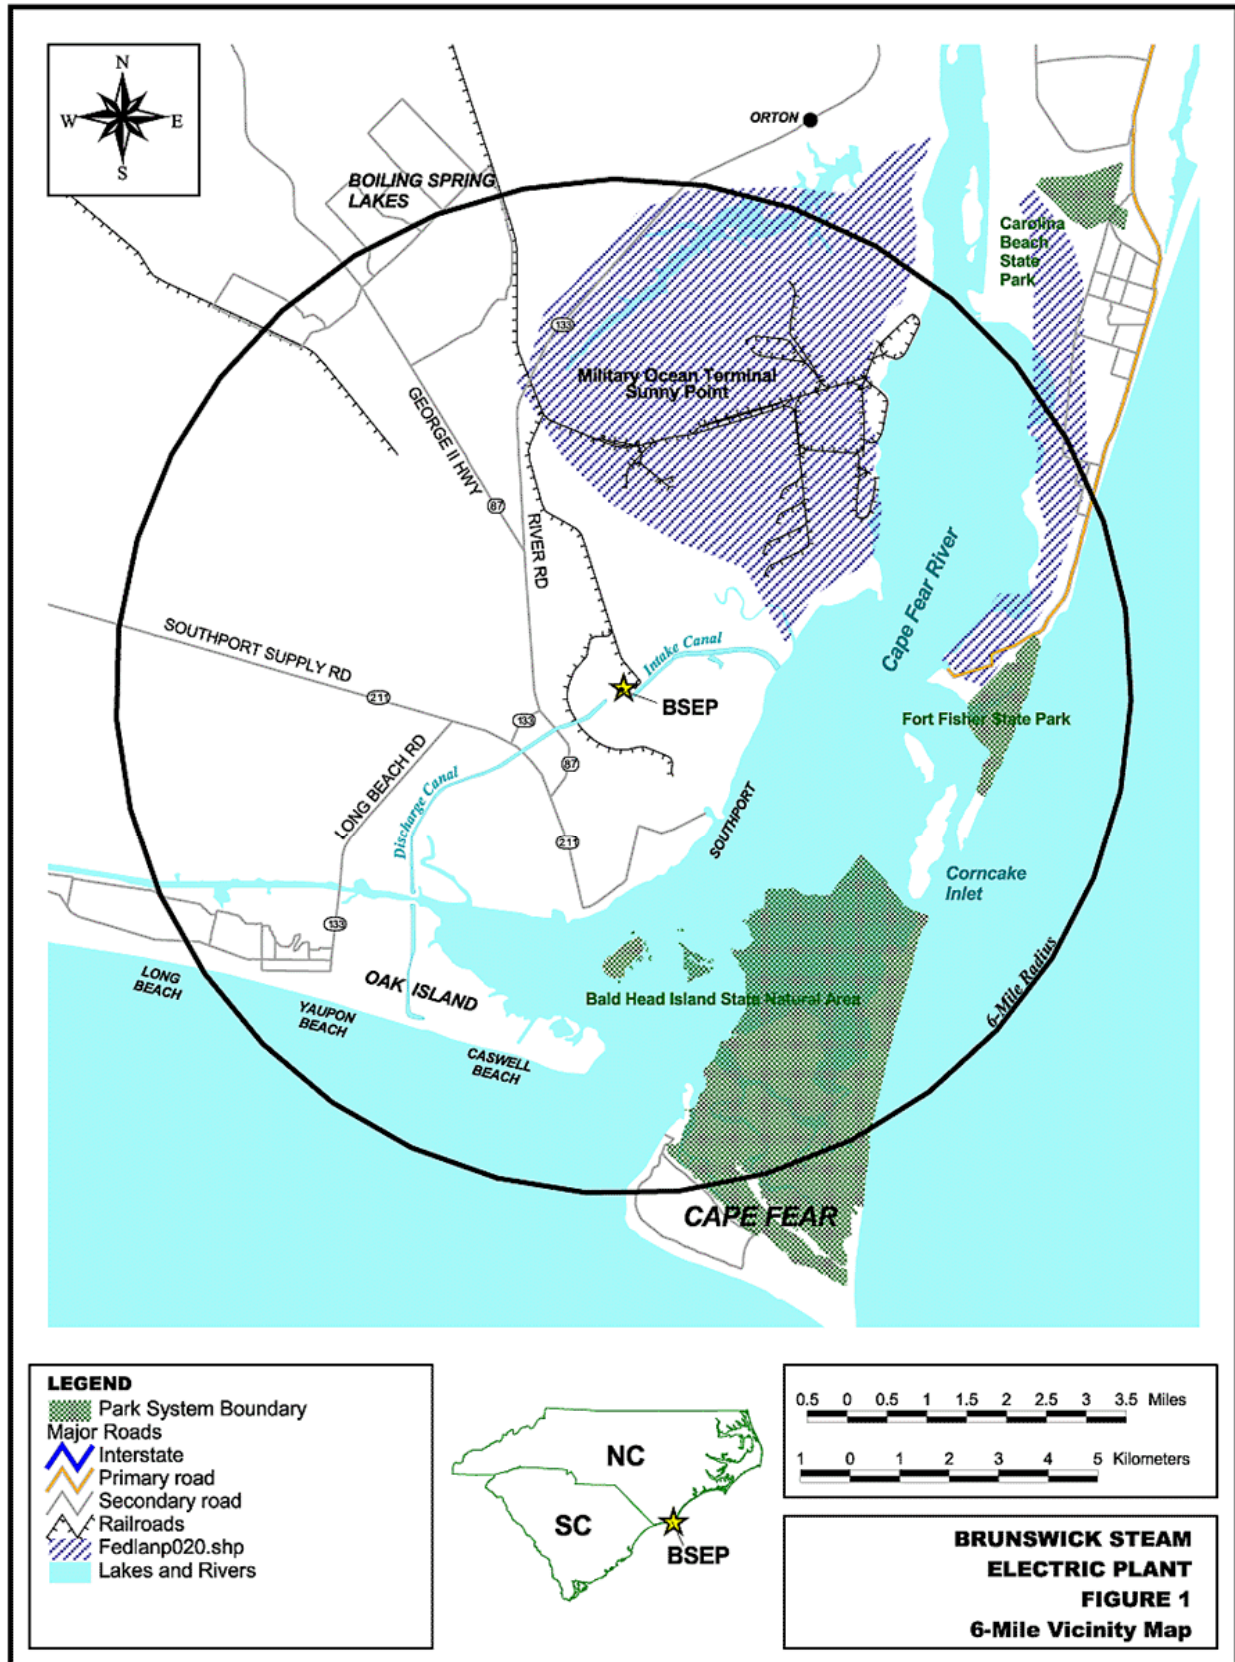 N
W E
S
ORTON
BOILING SPRING
LAKES
Carolina
Beach
State
Park
133
Military Ocean Terminal
Sunny Point
GEORGE II HWY
87
RIVER RD
Cape Fear River
SOUTHPORT SUPPLY RD
211
Intake Canal
BSEP
133
Fort Fisher State Park
LONG BEACH RD
87
Discharge Canal
SOUTHPORT
211
Corncake
Inlet
133
6-Mile Radius
LONG
BEACH
OAK ISLAND
Bald Head Island State Natural Area
YAUPON
BEACH
CASWELL
BEACH
CAPE FEAR
LEGEND
Park System Boundary
Major Roads
Interstate
Primary road
Secondary road
Railroads
Fedlanp020.shp
Lakes and Rivers
NC
SC
BSEP
0.5 0 0.5 1 1.5 2 2.5 3 3.5 Miles
1 0 1 2 3 4 5 Kilometers
BRUNSWICK STEAM
ELECTRIC PLANT
FIGURE 1
6-Mile Vicinity Map